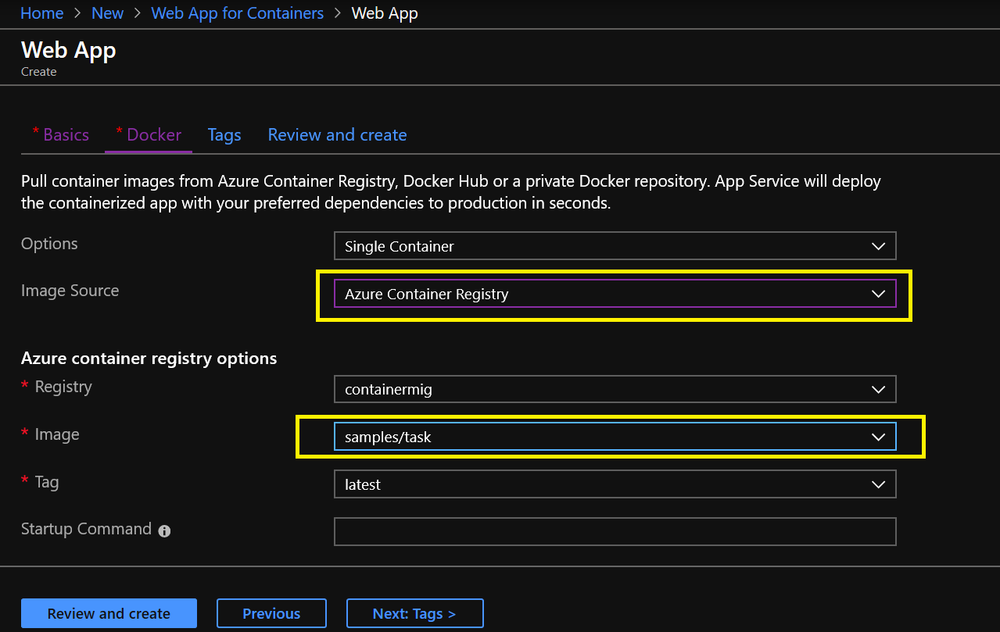 Home > New > Web App for Containers > Web App
Web App
Create
* Basics * Docker Tags Review and create
Pull container images from Azure Container Registry, Docker Hub or a private Docker repository. App Service will deploy
the containerized app with your preferred dependencies to production in seconds.
Options Single Container
Image Source Azure Container Registry
Azure container registry options
* Registry containermig
* Image samples/task
* Tag latest
Startup Command
Review and create Previous Next: Tags >